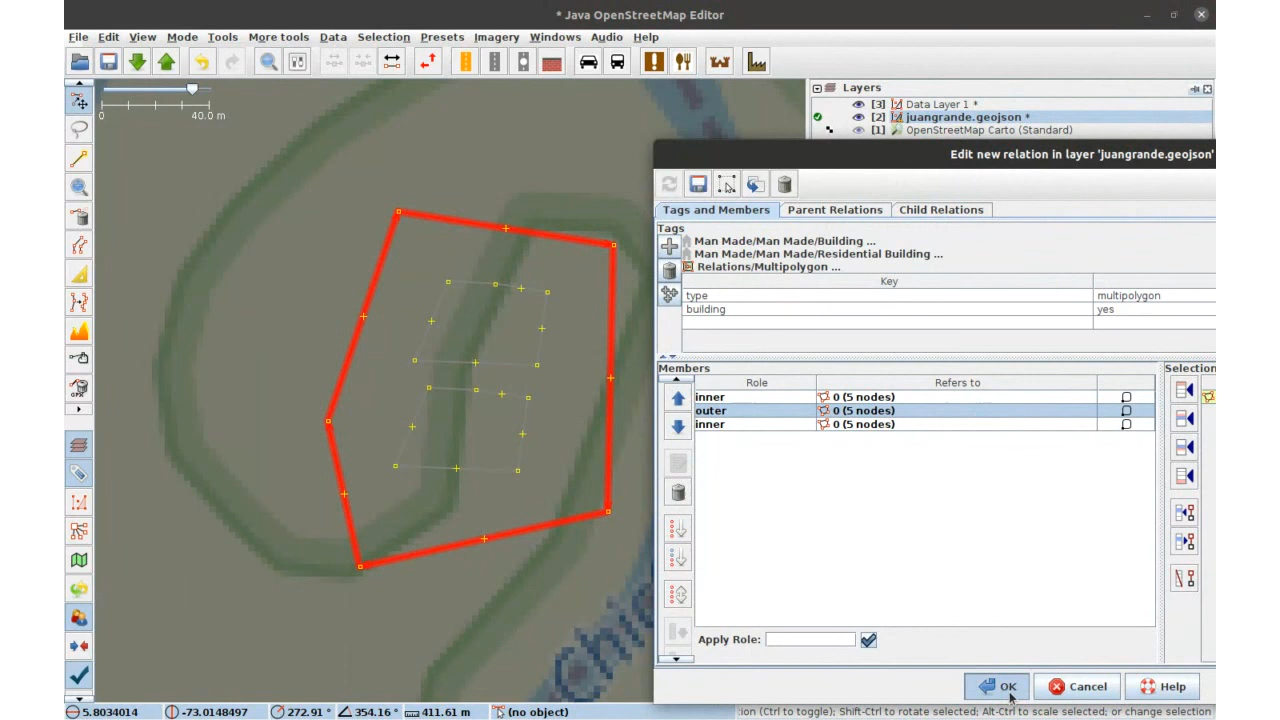 * Java OpenStreetMap Editor
File Edit View Mode Tools More tools Data Selection Presets Imagery Windows Audio Help
0 40.0 m
Layers
[3] Data Layer 1 *
[2] juangrande.geojson *
[1] OpenStreetMap Carto (Standard)
Edit new relation in layer 'juangrande.geojson'
Tags and Members Parent Relations Child Relations
Tags
Man Made/Man Made/Building ...
Man Made/Man Made/Residential Building ...
Relations/Multipolygon ...
Key
type multipolygon
building yes
Members Selection
Role Refers to
inner 0 (5 nodes)
outer 0 (5 nodes)
inner 0 (5 nodes)
Apply Role:
OK Cancel Help
Chi
5.8034014 -73.0148497 272.91 ° 354.16 ° 411.61 m (no object) :ion (Ctrl to toggle); Shift-Ctrl to rotate selected; Alt-Ctrl to scale selected; or change selection